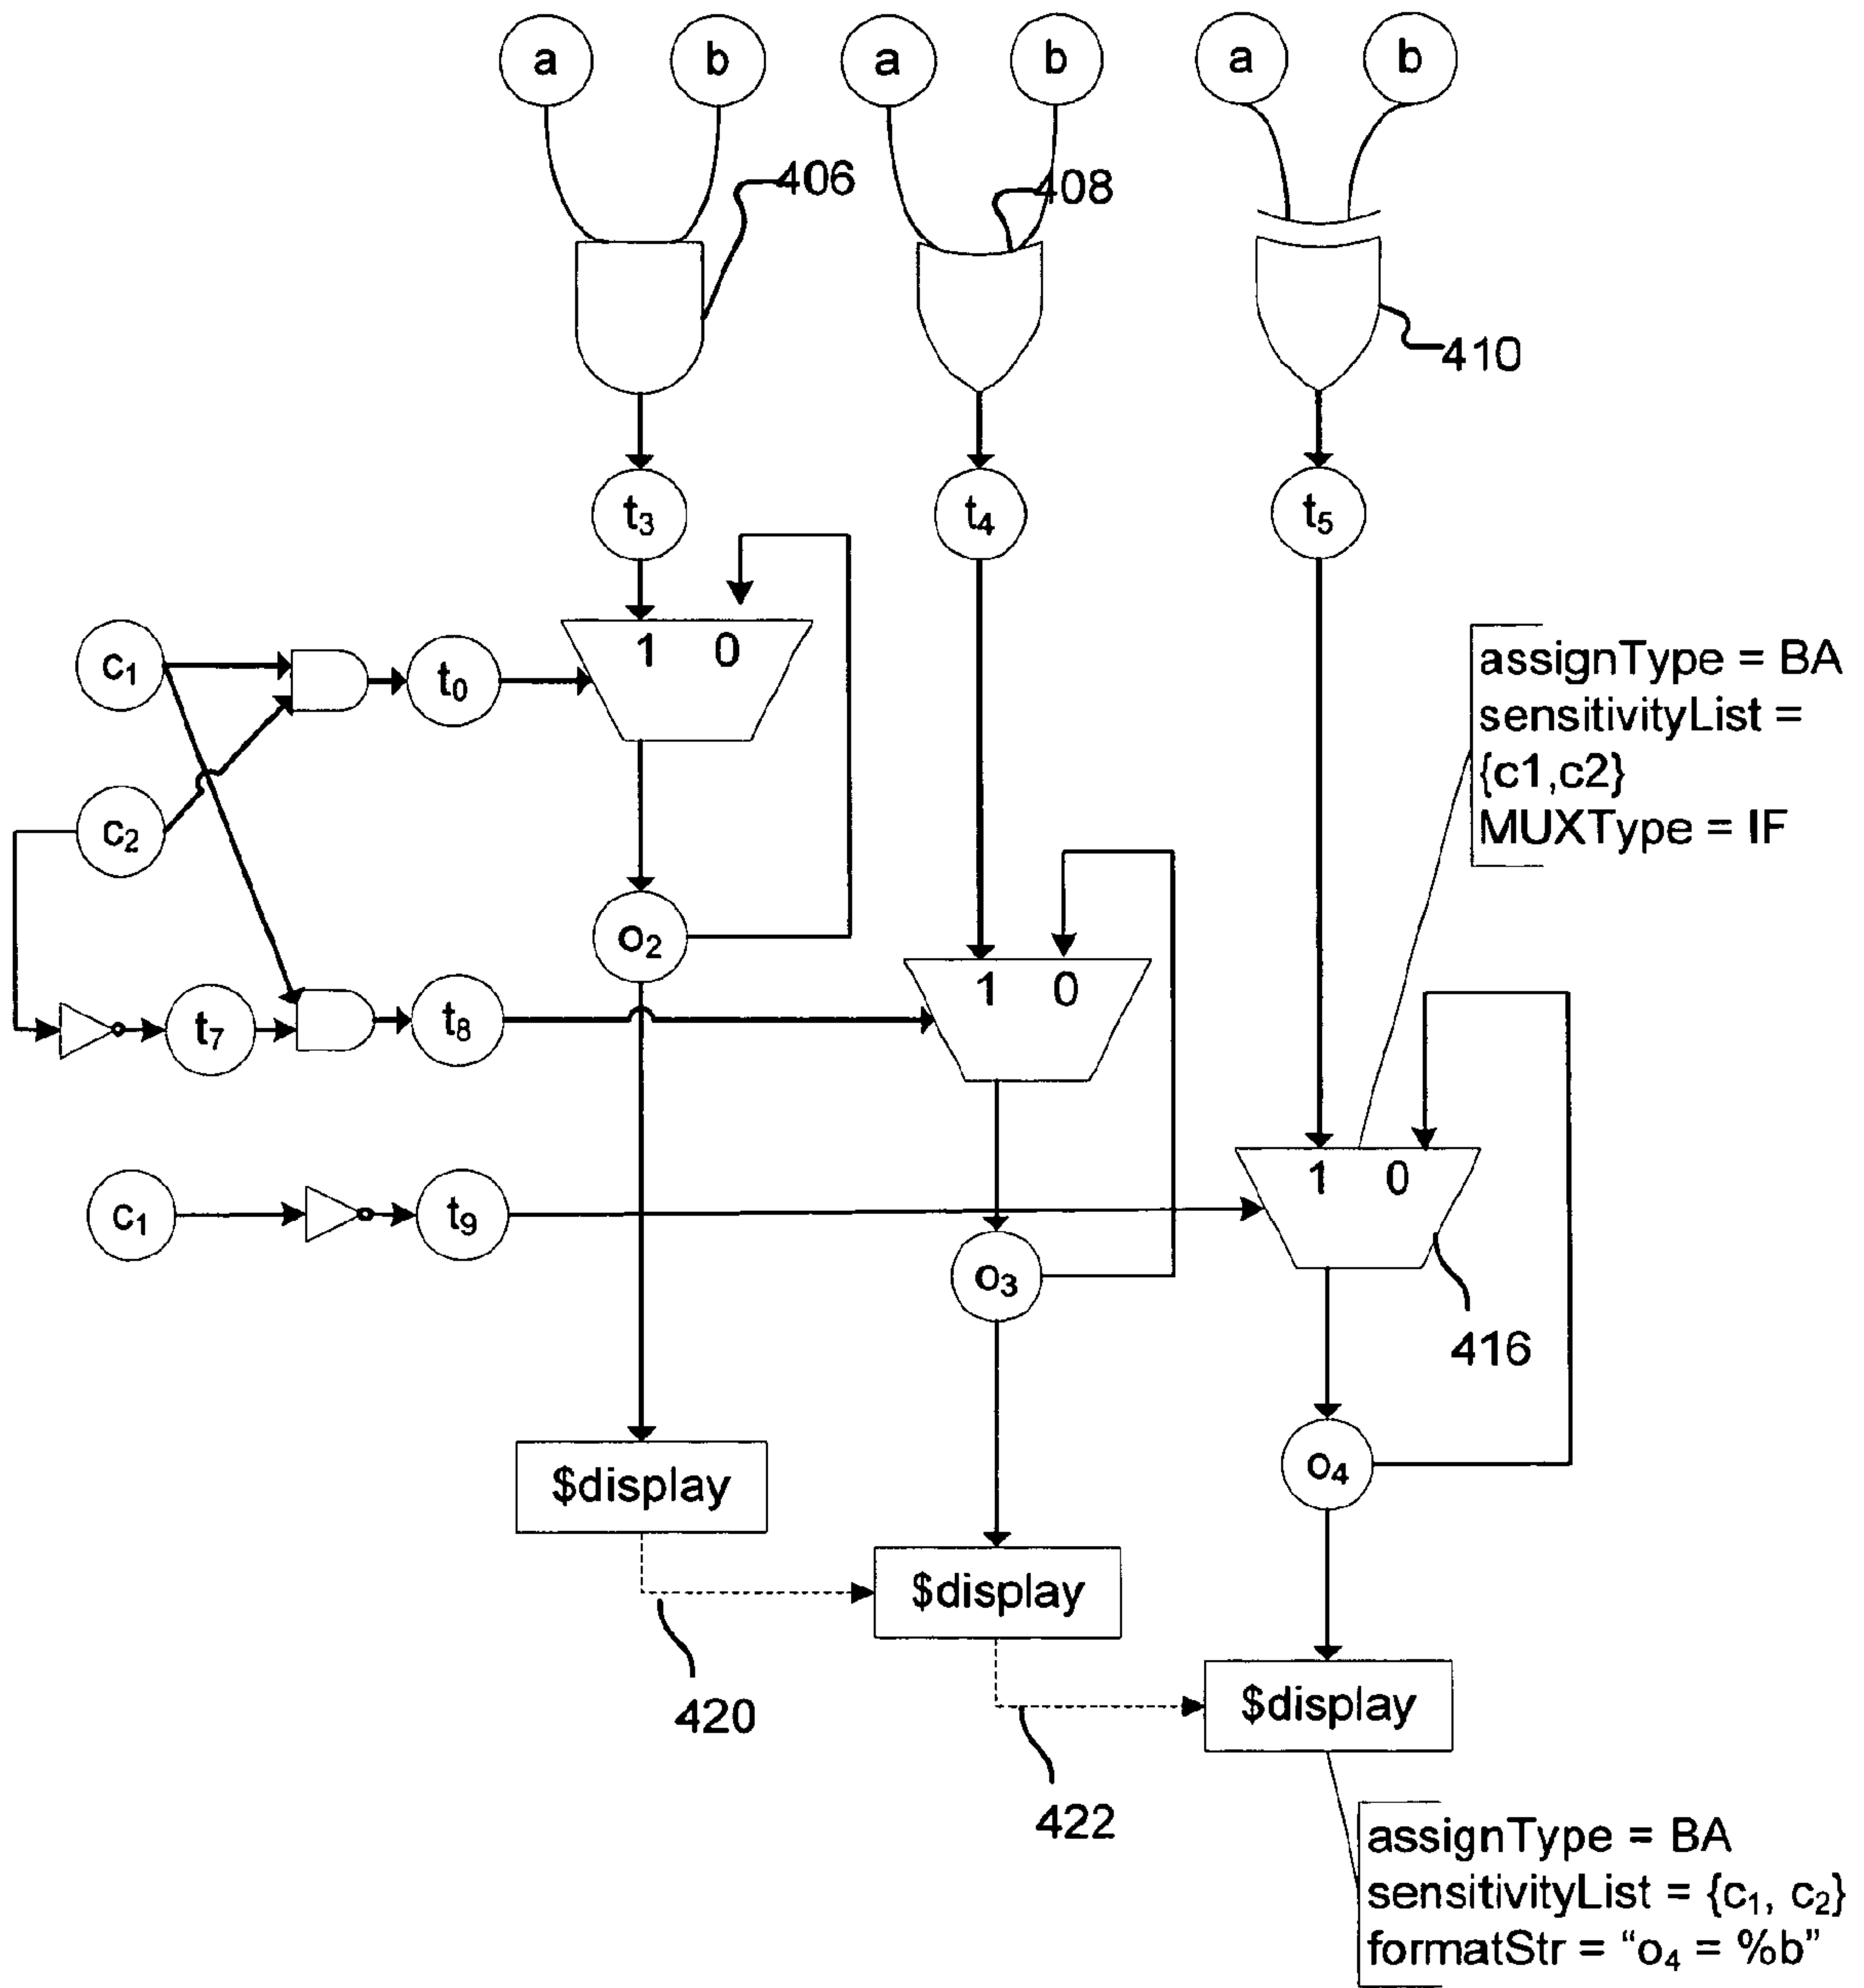 a b a b a b
406
408
410
t₃ t₄ t₅
1 0
c₁ t₀
assignType = BA
sensitivityList =
{c1,c2}
MUXType = IF
c₂
o₂
1 0
t₇ t₈
1 0
c₁ t₉
o₃
416
o₄
$display
$display
420
$display
422
assignType = BA
sensitivityList = {c₁, c₂}
formatStr = “o₄ = %b”